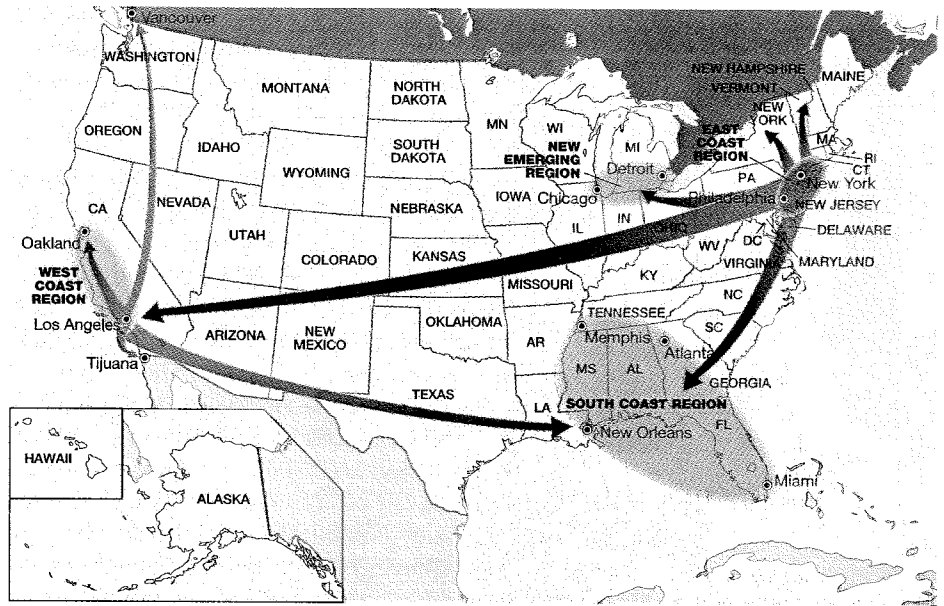 Vancouver
WASHINGTON
MONTANA
NORTH
DAKOTA
NEW HAMPSHIRE
MAINE
VERMONT
NEW
YORK
OREGON
IDAHO
SOUTH
DAKOTA
MN
WI
MI
EAST
COAST
REGION
MA
NEW
EMERGING
REGION
WYOMING
Detroit
PA
RI
CT
New York
CA
NEVADA
NEBRASKA
IOWA
Chicago
Philadelphia
NEW JERSEY
UTAH
IL
IN
OHIO
DELAWARE
Oakland
COLORADO
KANSAS
WV
DC
MARYLAND
VIRGINIA
WEST
COAST
REGION
MISSOURI
KY
NC
Los Angeles
ARIZONA
NEW
MEXICO
OKLAHOMA
TENNESSEE
Memphis
SC
AR
Atlanta
Tijuana
MS
AL
GEORGIA
TEXAS
LA
SOUTH COAST REGION
FL
New Orleans
HAWAII
ALASKA
Miami